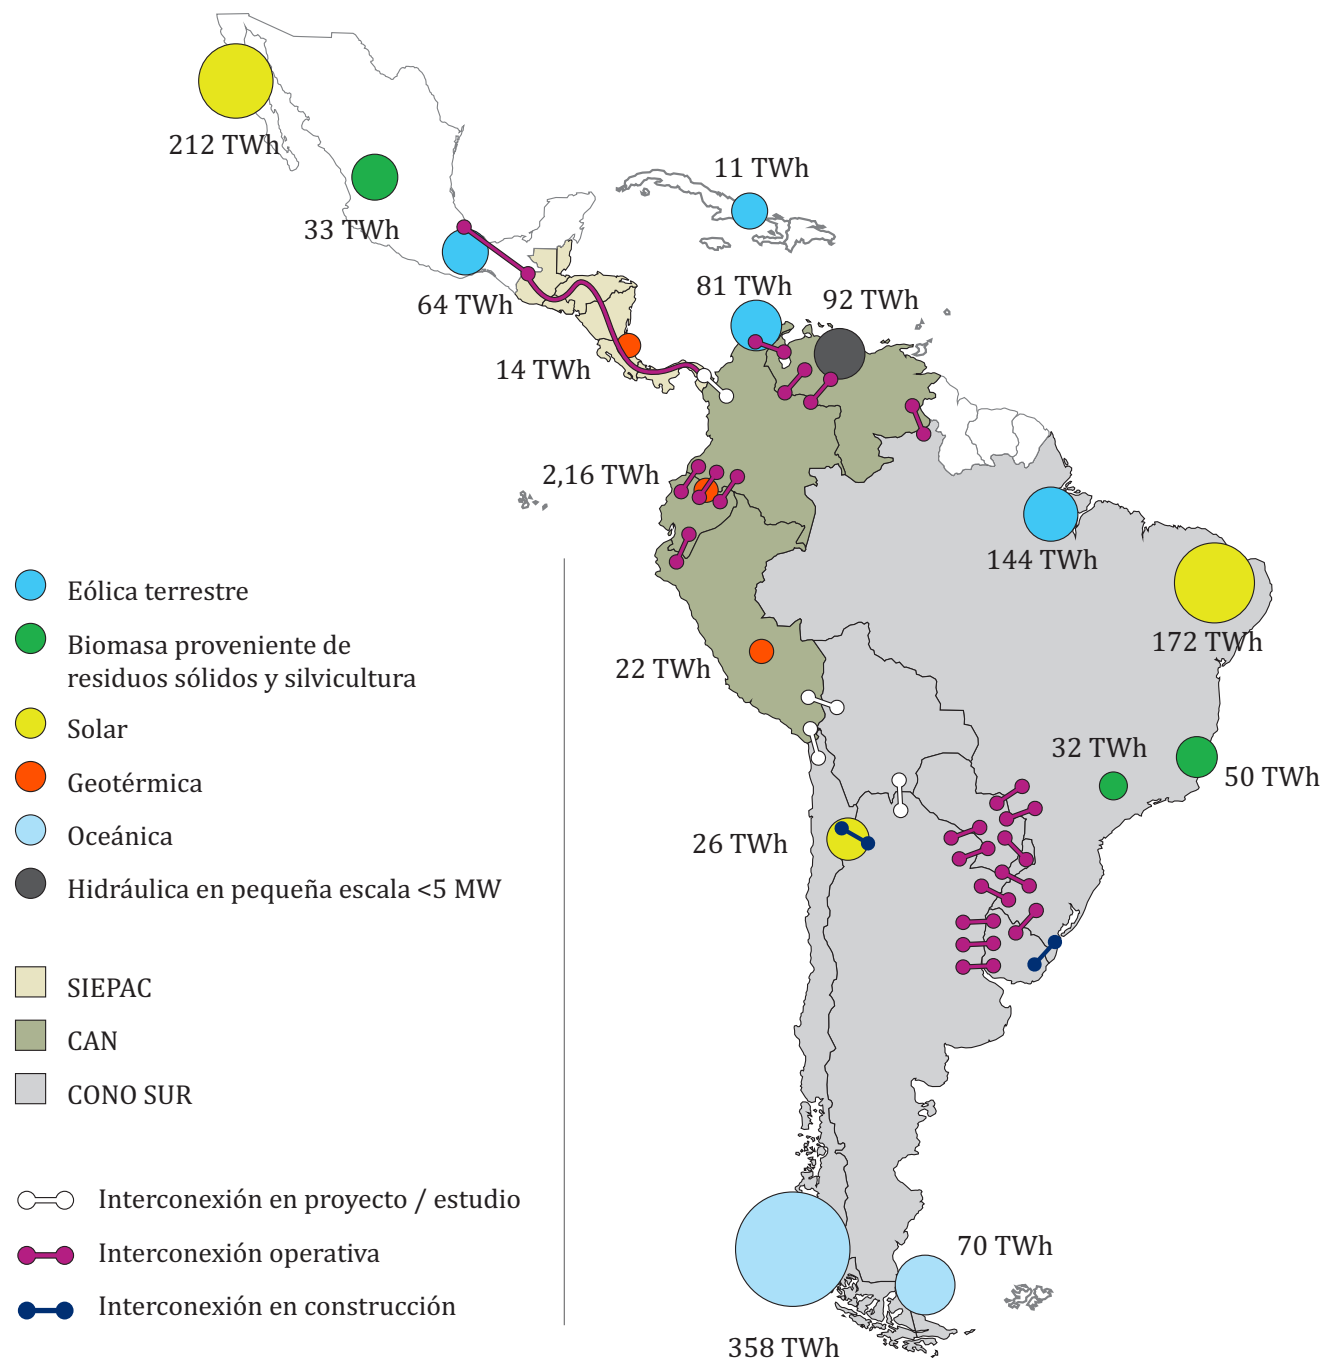 212 TWh
33 TWh
11 TWh
64 TWh
81 TWh
92 TWh
14 TWh
2,16 TWh
144 TWh
172 TWh
22 TWh
32 TWh
50 TWh
26 TWh
70 TWh
358 TWh
Eólica terrestre
Biomasa proveniente de
residuos sólidos y silvicultura
Solar
Geotérmica
Oceánica
Hidráulica en pequeña escala <5 MW
SIEPAC
CAN
CONO SUR
Interconexión en proyecto / estudio
Interconexión operativa
Interconexión en construcción